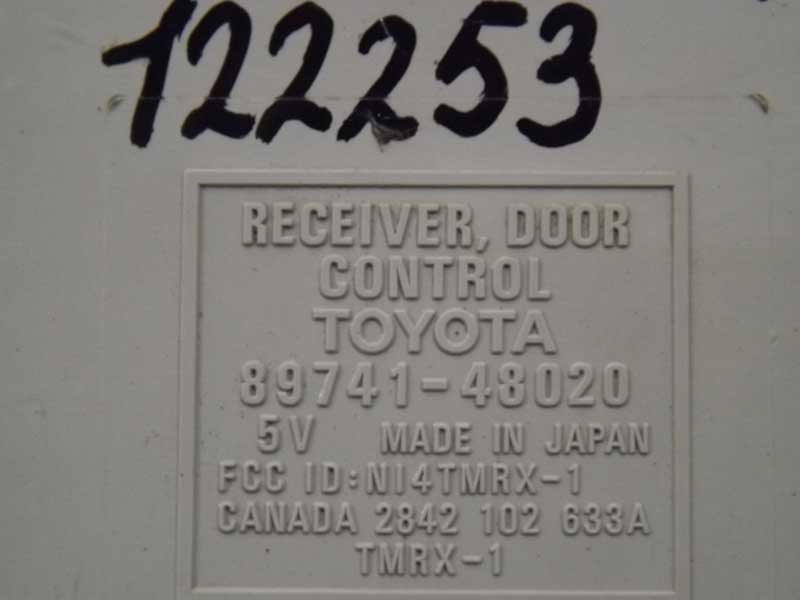 122253
RECEIVER, DOOR
CONTROL
TOYOTA
89741-48020
5V MADE IN JAPAN
FCC ID:NI4TMRX-1
CANADA 2842 102 633A
TMRX-1